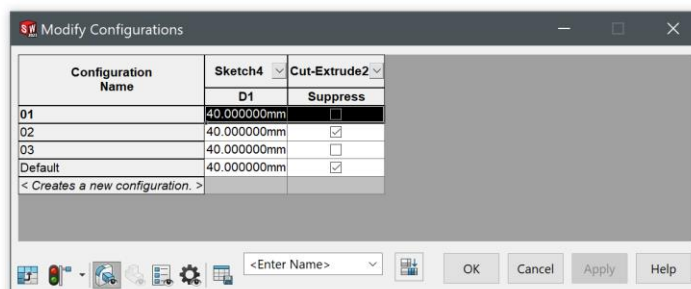 SW Modify Configurations
Configuration Name Sketch4 Cut-Extrude2
D1 Suppress
01 40.000000mm
02 40.000000mm
03 40.000000mm
Default 40.000000mm
< Creates a new configuration. >
<Enter Name> OK Cancel Apply Help